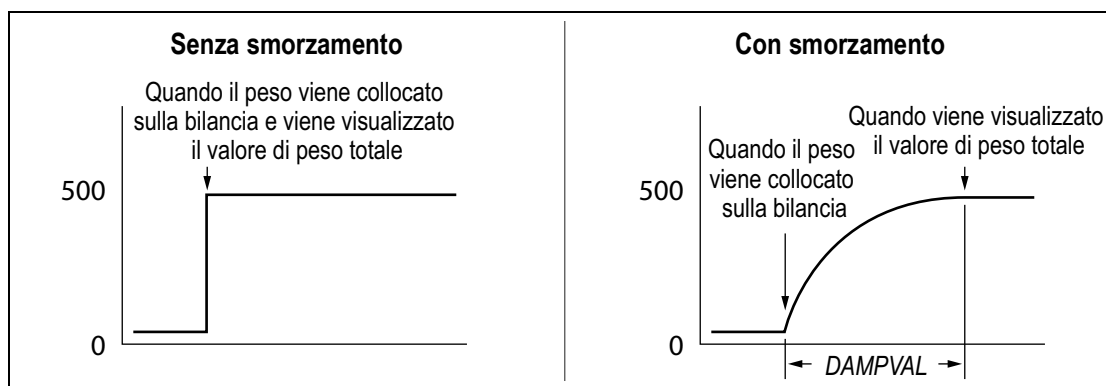 Senza smorzamento
Quando il peso viene collocato
sulla bilancia e viene visualizzato
il valore di peso totale
500
0
Con smorzamento
Quando viene visualizzato
il valore di peso totale
Quando il peso
viene collocato
sulla bilancia
500
0
DAMPVAL